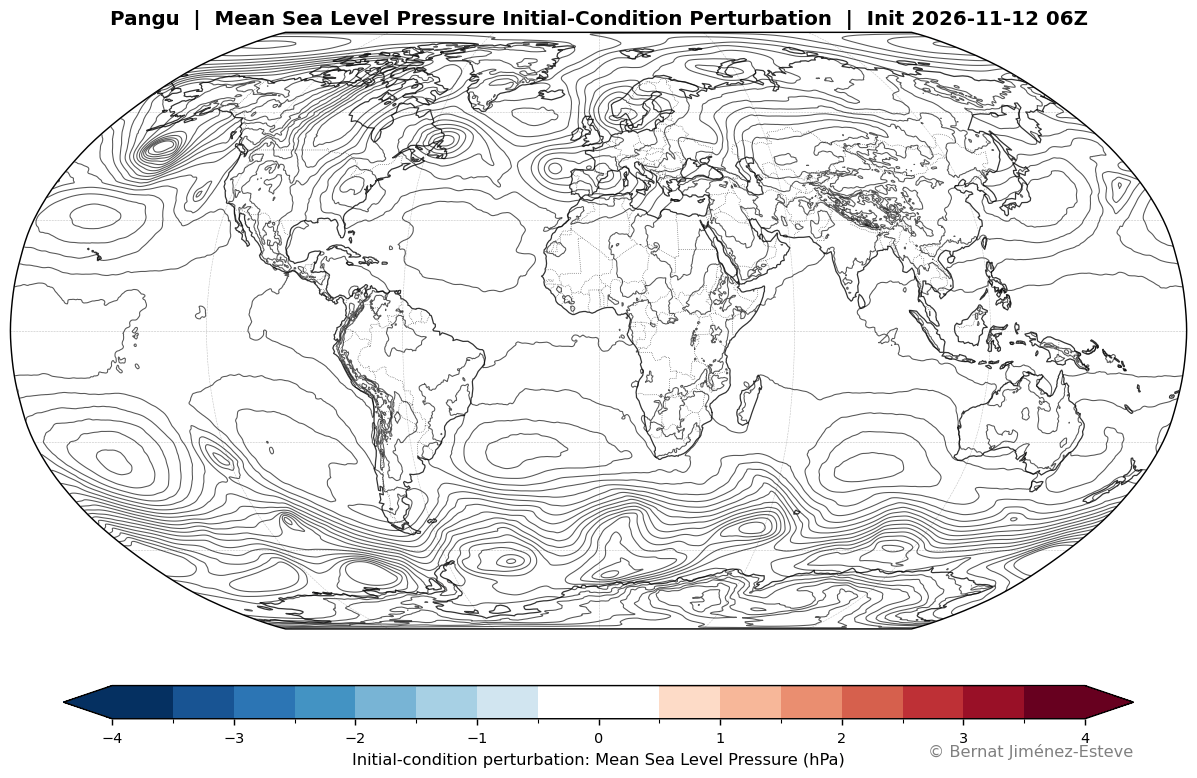 Pangu | Mean Sea Level Pressure Initial-Condition Perturbation | Init 2026-11-12 06Z
−4 −3 −2 −1 0 1 2 3 4
Initial-condition perturbation: Mean Sea Level Pressure (hPa)
© Bernat Jiménez-Esteve